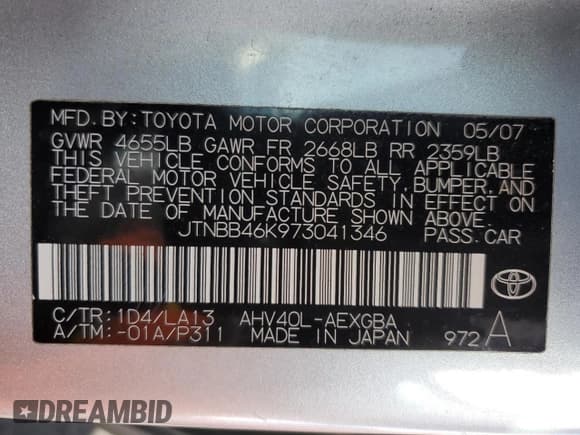 MFD. BY: TOYOTA MOTOR CORPORATION 05/07
GVWR 4655LB GAWR FR 2668LB RR 2359LB
THIS VEHICLE CONFORMS TO ALL APPLICABLE
FEDERAL MOTOR VEHICLE SAFETY, BUMPER, AND
THEFT PREVENTION STANDARDS IN EFFECT ON
THE DATE OF MANUFACTURE SHOWN ABOVE.
JTNBB46K973041346 PASS.CAR
C/TR: 1D4/LA13 AHV40L-AEXGBA
A/TM: -01A/P311 MADE IN JAPAN 972 A
DREAMBID